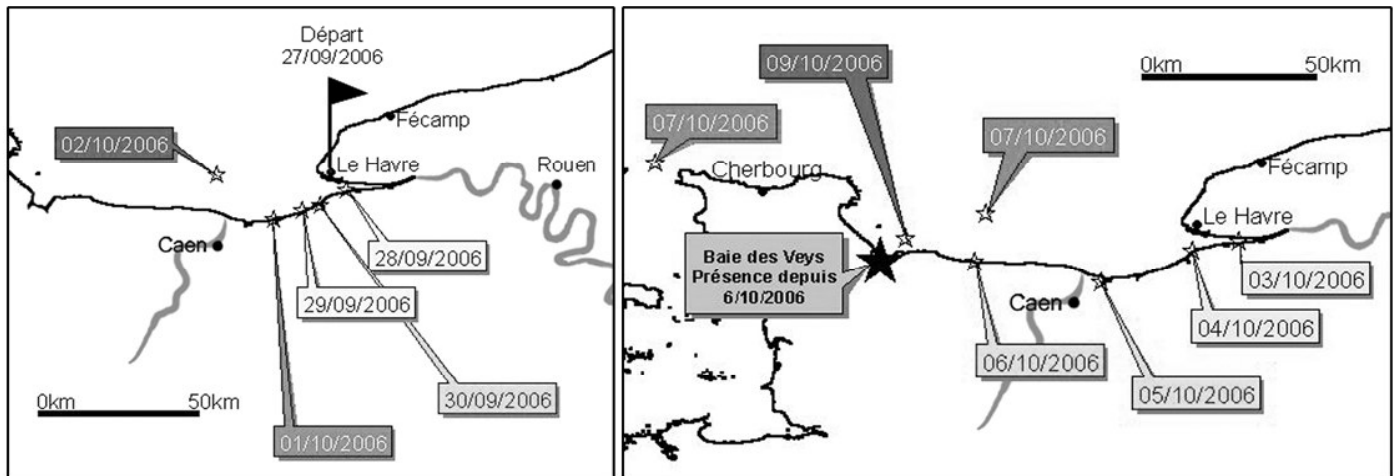 Départ
27/09/2006
Fécamp
02/10/2006
Le Havre
Rouen
Caen
28/09/2006
29/09/2006
30/09/2006
0km
50km
01/10/2006
09/10/2006
0km
50km
07/10/2006
07/10/2006
Cherbourg
Fécamp
Le Havre
Baie des Veys
Présence depuis
6/10/2006
03/10/2006
Caen
04/10/2006
06/10/2006
05/10/2006